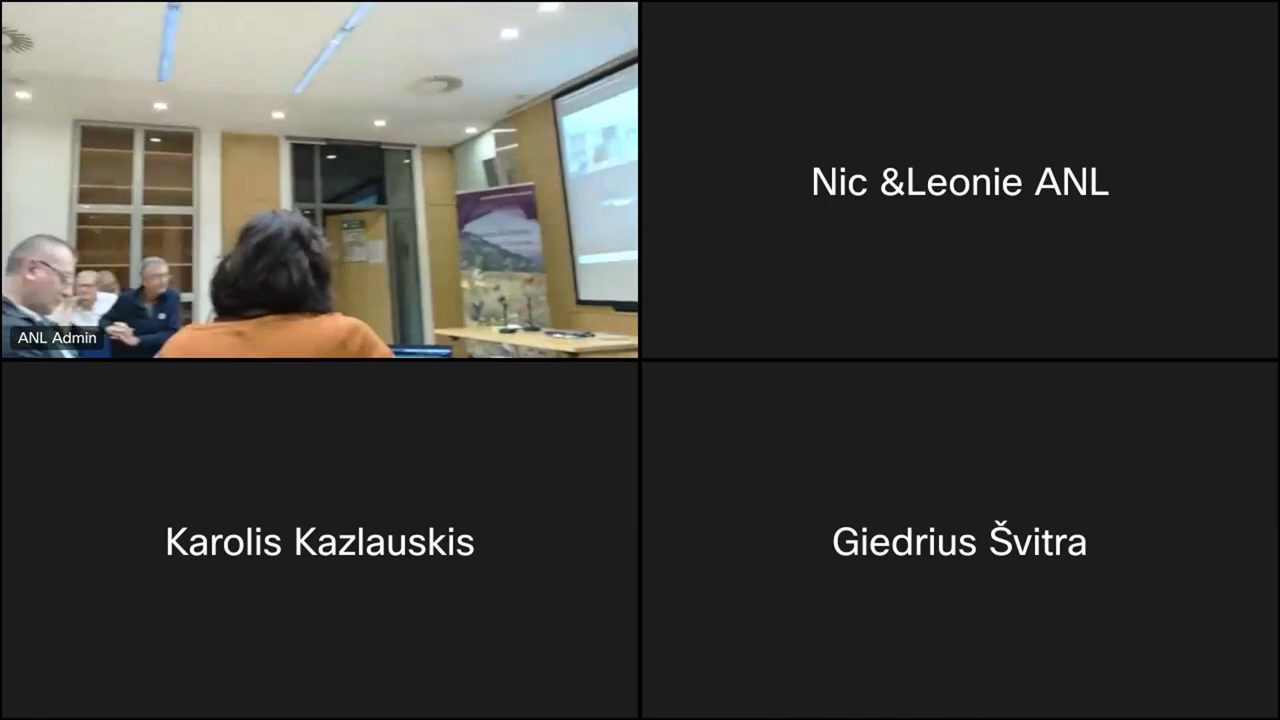 ANL Admin
Nic &Leonie ANL
Karolis Kazlauskis
Giedrius Švitra